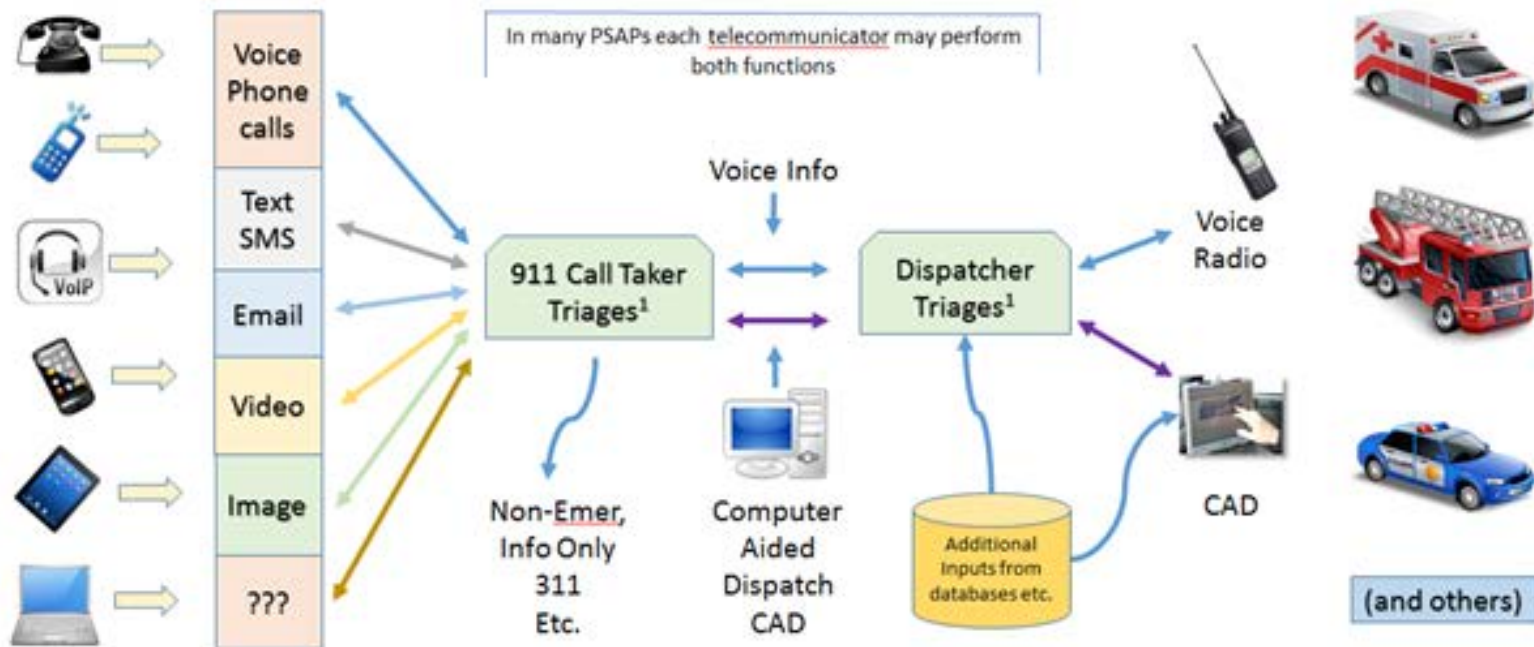 In many PSAPs each telecommunicator may perform
both functions
Voice
Phone
calls
Text
SMS
Email
Video
Image
???
VoIP
911 Call Taker
Triages¹
Voice Info
Dispatcher
Triages¹
Voice
Radio
Non-Emer,
Info Only
311
Etc.
Computer
Aided
Dispatch
CAD
Additional
Inputs from
databases etc.
CAD
(and others)